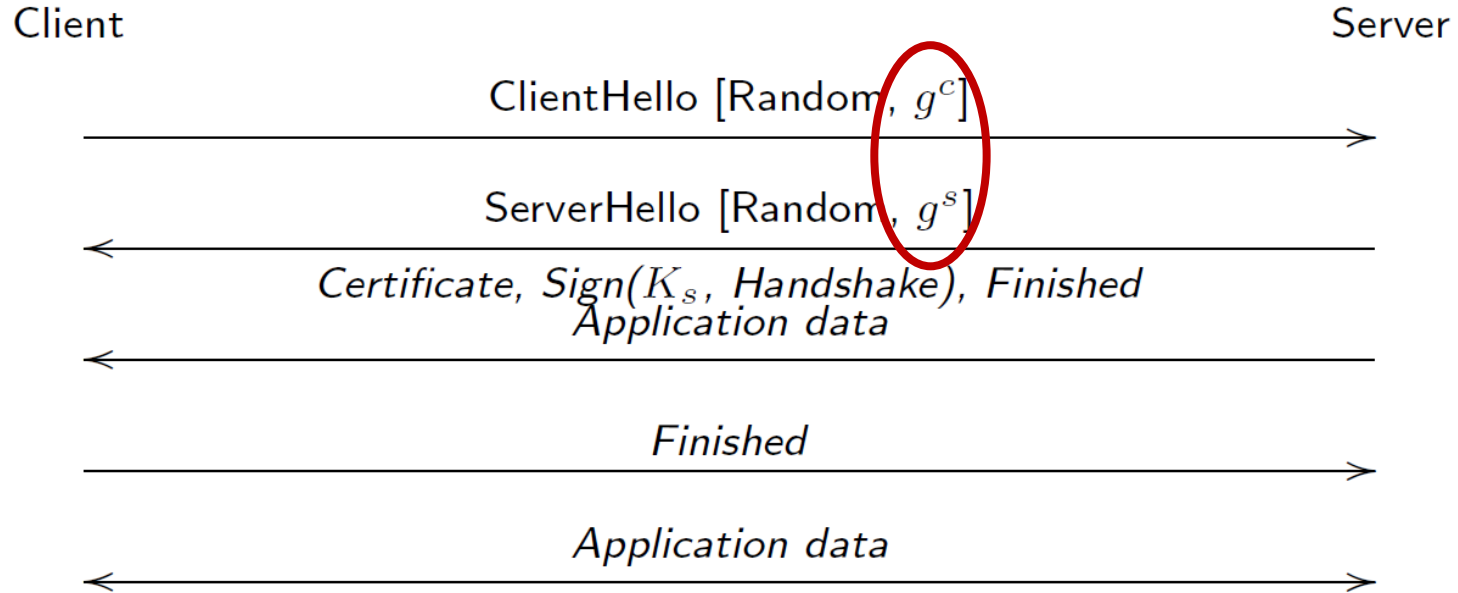 Client Server
ClientHello [Random, g^c]
ServerHello [Random, g^s]
Certificate, Sign(K_s, Handshake), Finished
Application data
Finished
Application data